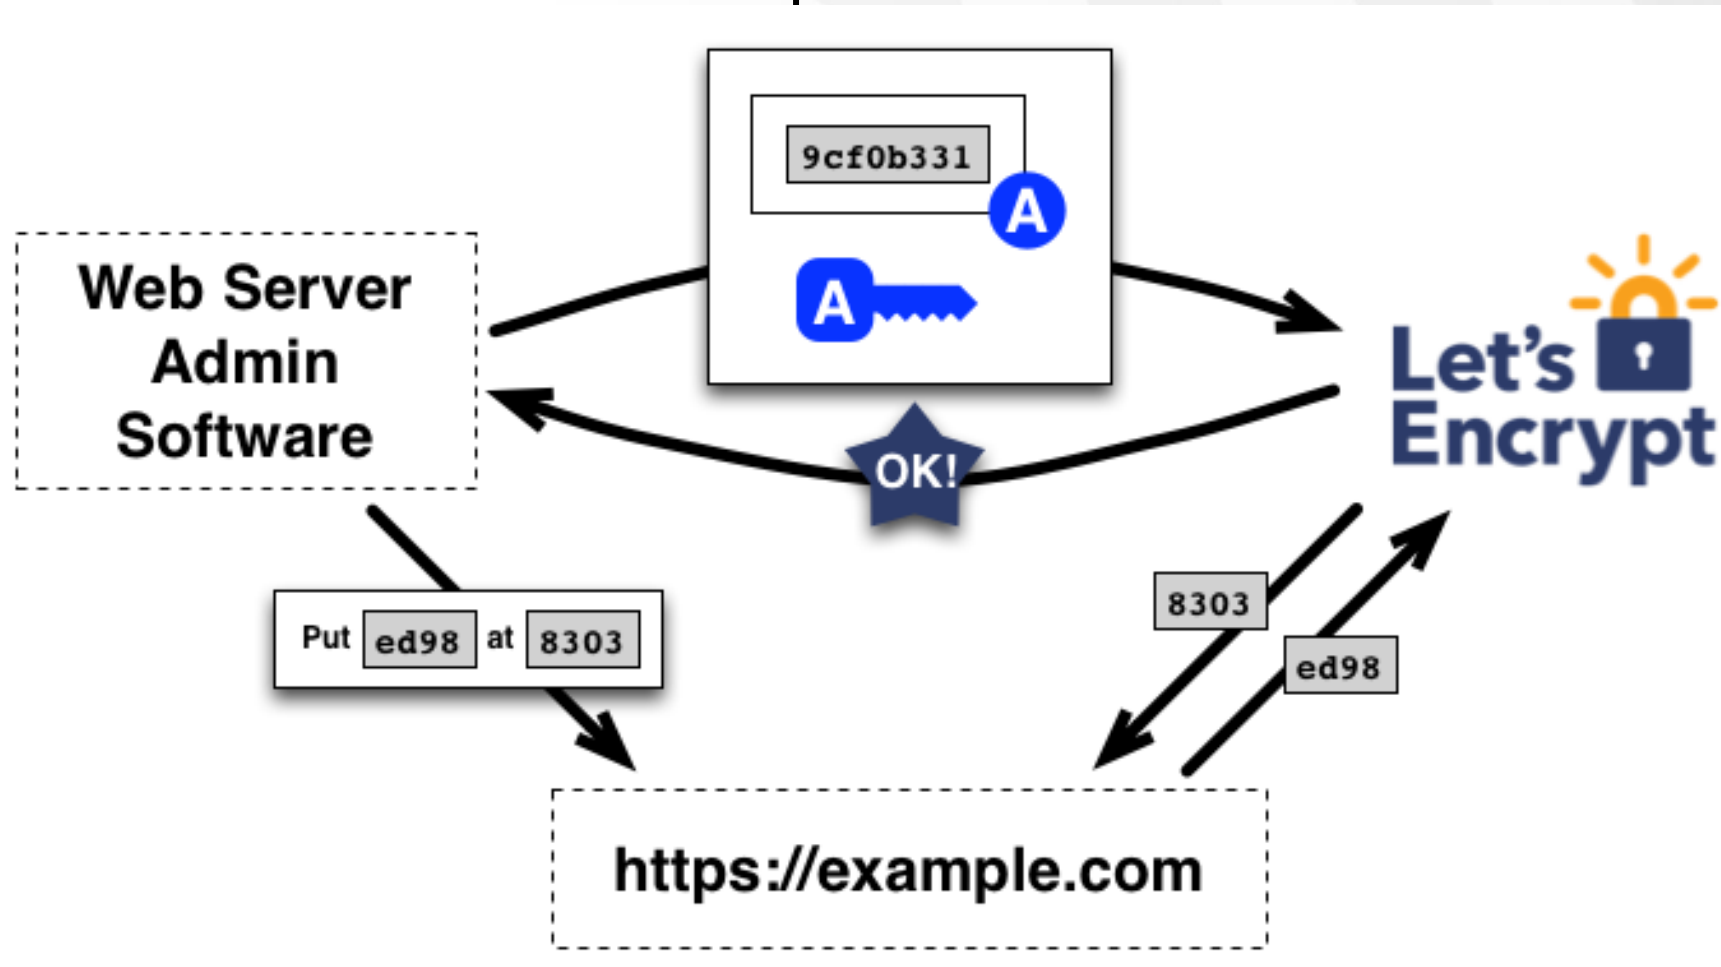 9cf0b331
A
A
Web Server
Admin
Software
Let's
Encrypt
OK!
Put ed98 at 8303
8303
ed98
https://example.com